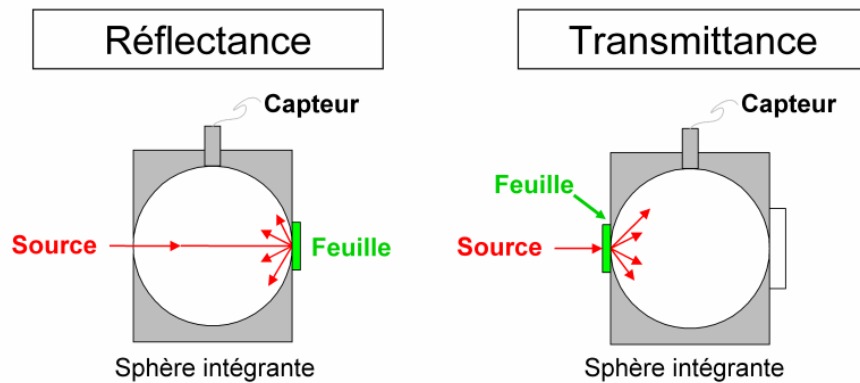 Réflectance
Capteur
Source
Feuille
Sphère intégrante
Transmittance
Capteur
Feuille
Source
Sphère intégrante